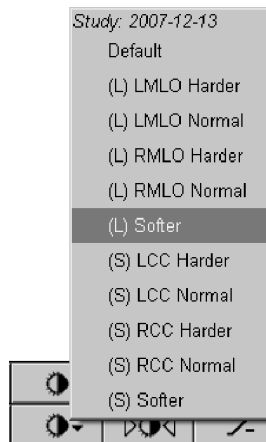 Study: 2007-12-13
Default
(L) LMLO Harder
(L) LMLO Normal
(L) RMLO Harder
(L) RMLO Normal
(L) Softer
(S) LCC Harder
(S) LCC Normal
(S) RCC Harder
(S) RCC Normal
(S) Softer